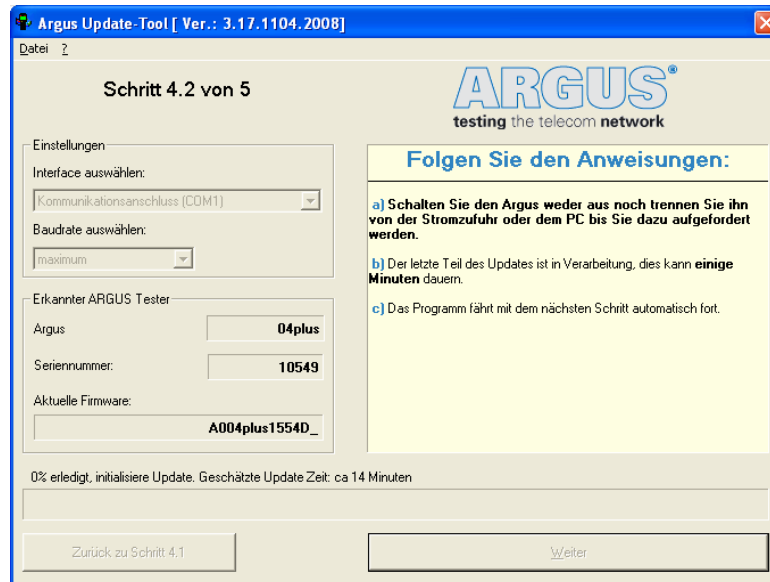 Argus Update-Tool [ Ver.: 3.17.1104.2008]
Datei ?
Schritt 4.2 von 5
ARGUS®
testing the telecom network
Einstellungen
Interface auswählen:
Kommunikationsanschluss (COM1)
Baudrate auswählen:
maximum
Erkannter ARGUS Tester
Argus
04plus
Seriennummer:
10549
Aktuelle Firmware:
A004plus1554D_
Folgen Sie den Anweisungen:
a) Schalten Sie den Argus weder aus noch trennen Sie ihn
von der Stromzufuhr oder dem PC bis Sie dazu aufgefordert
werden.
b) Der letzte Teil des Updates ist in Verarbeitung, dies kann einige
Minuten dauern.
c) Das Programm fährt mit dem nächsten Schritt automatisch fort.
0% erledigt, initialisiere Update. Geschätzte Update Zeit: ca 14 Minuten
Zurück zu Schritt 4.1
Weiter